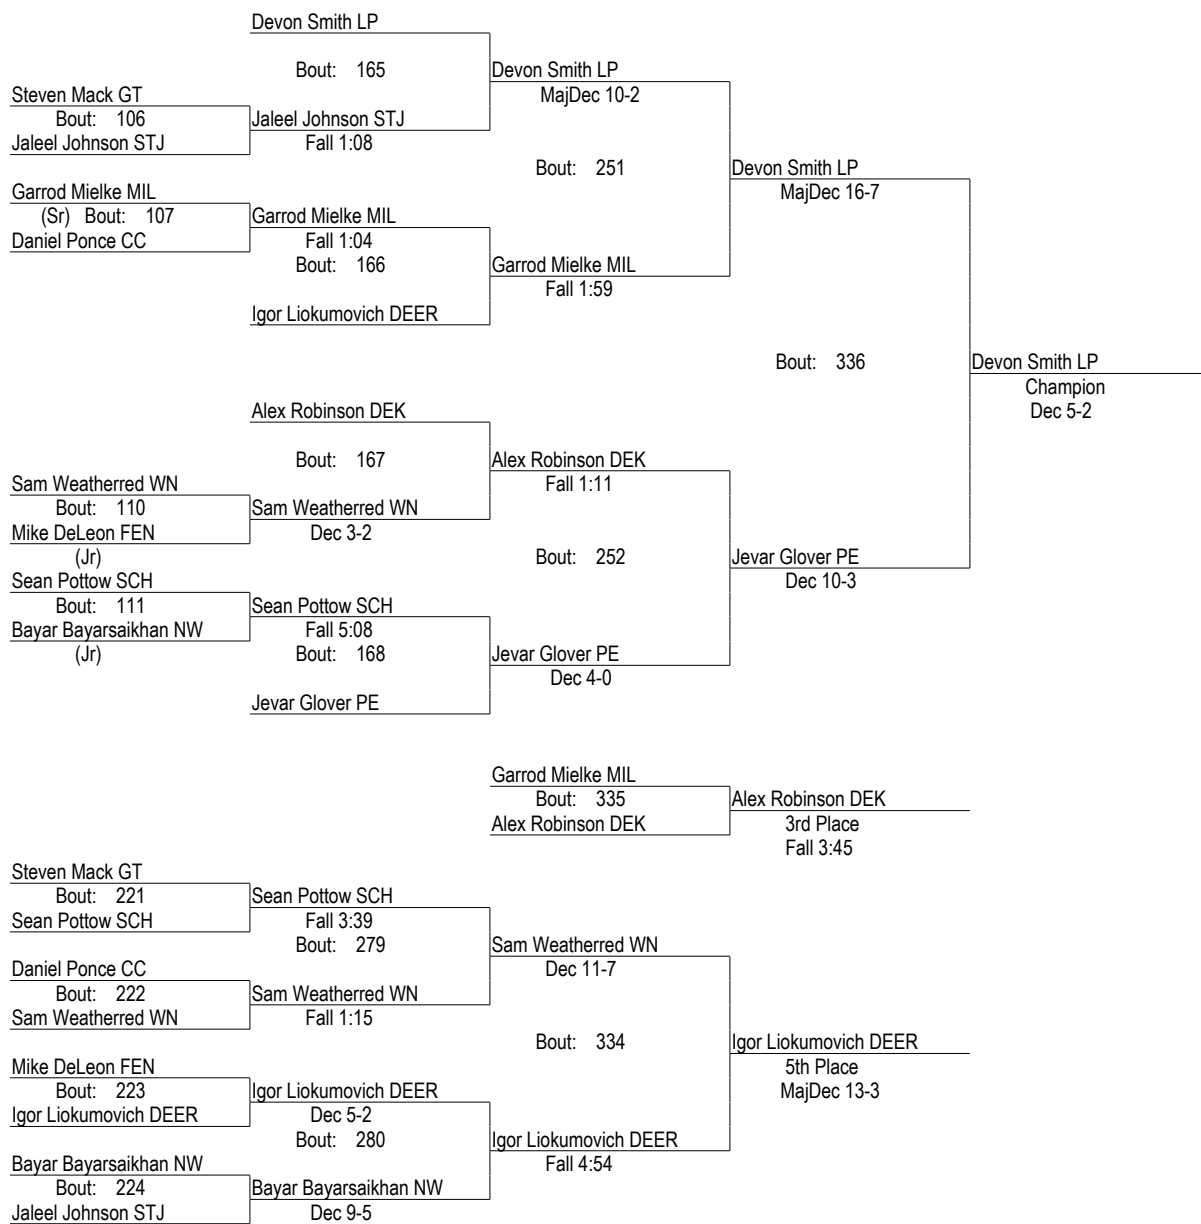 Devon Smith LP
Bout: 165
Devon Smith LP
MajDec 10-2
Steven Mack GT
Bout: 106
Jaleel Johnson STJ
Jaleel Johnson STJ
Fall 1:08
Bout: 251
Devon Smith LP
MajDec 16-7
Garrod Mielke MIL
(Sr) Bout: 107
Daniel Ponce CC
Garrod Mielke MIL
Fall 1:04
Bout: 166
Garrod Mielke MIL
Fall 1:59
Igor Liokumovich DEER
Bout: 336
Devon Smith LP
Champion
Dec 5-2
Alex Robinson DEK
Bout: 167
Alex Robinson DEK
Fall 1:11
Sam Weatherred WN
Bout: 110
Mike DeLeon FEN
(Jr)
Sam Weatherred WN
Dec 3-2
Bout: 252
Jevar Glover PE
Dec 10-3
Sean Pottow SCH
Bout: 111
Bayar Bayarsaikhan NW
(Jr)
Sean Pottow SCH
Fall 5:08
Bout: 168
Jevar Glover PE
Dec 4-0
Jevar Glover PE
Garrod Mielke MIL
Bout: 335
Alex Robinson DEK
Alex Robinson DEK
3rd Place
Fall 3:45
Steven Mack GT
Bout: 221
Sean Pottow SCH
Sean Pottow SCH
Fall 3:39
Bout: 279
Sam Weatherred WN
Dec 11-7
Daniel Ponce CC
Bout: 222
Sam Weatherred WN
Sam Weatherred WN
Fall 1:15
Bout: 334
Igor Liokumovich DEER
5th Place
MajDec 13-3
Mike DeLeon FEN
Bout: 223
Igor Liokumovich DEER
Igor Liokumovich DEER
Dec 5-2
Bout: 280
Igor Liokumovich DEER
Fall 4:54
Bayar Bayarsaikhan NW
Bout: 224
Jaleel Johnson STJ
Bayar Bayarsaikhan NW
Dec 9-5